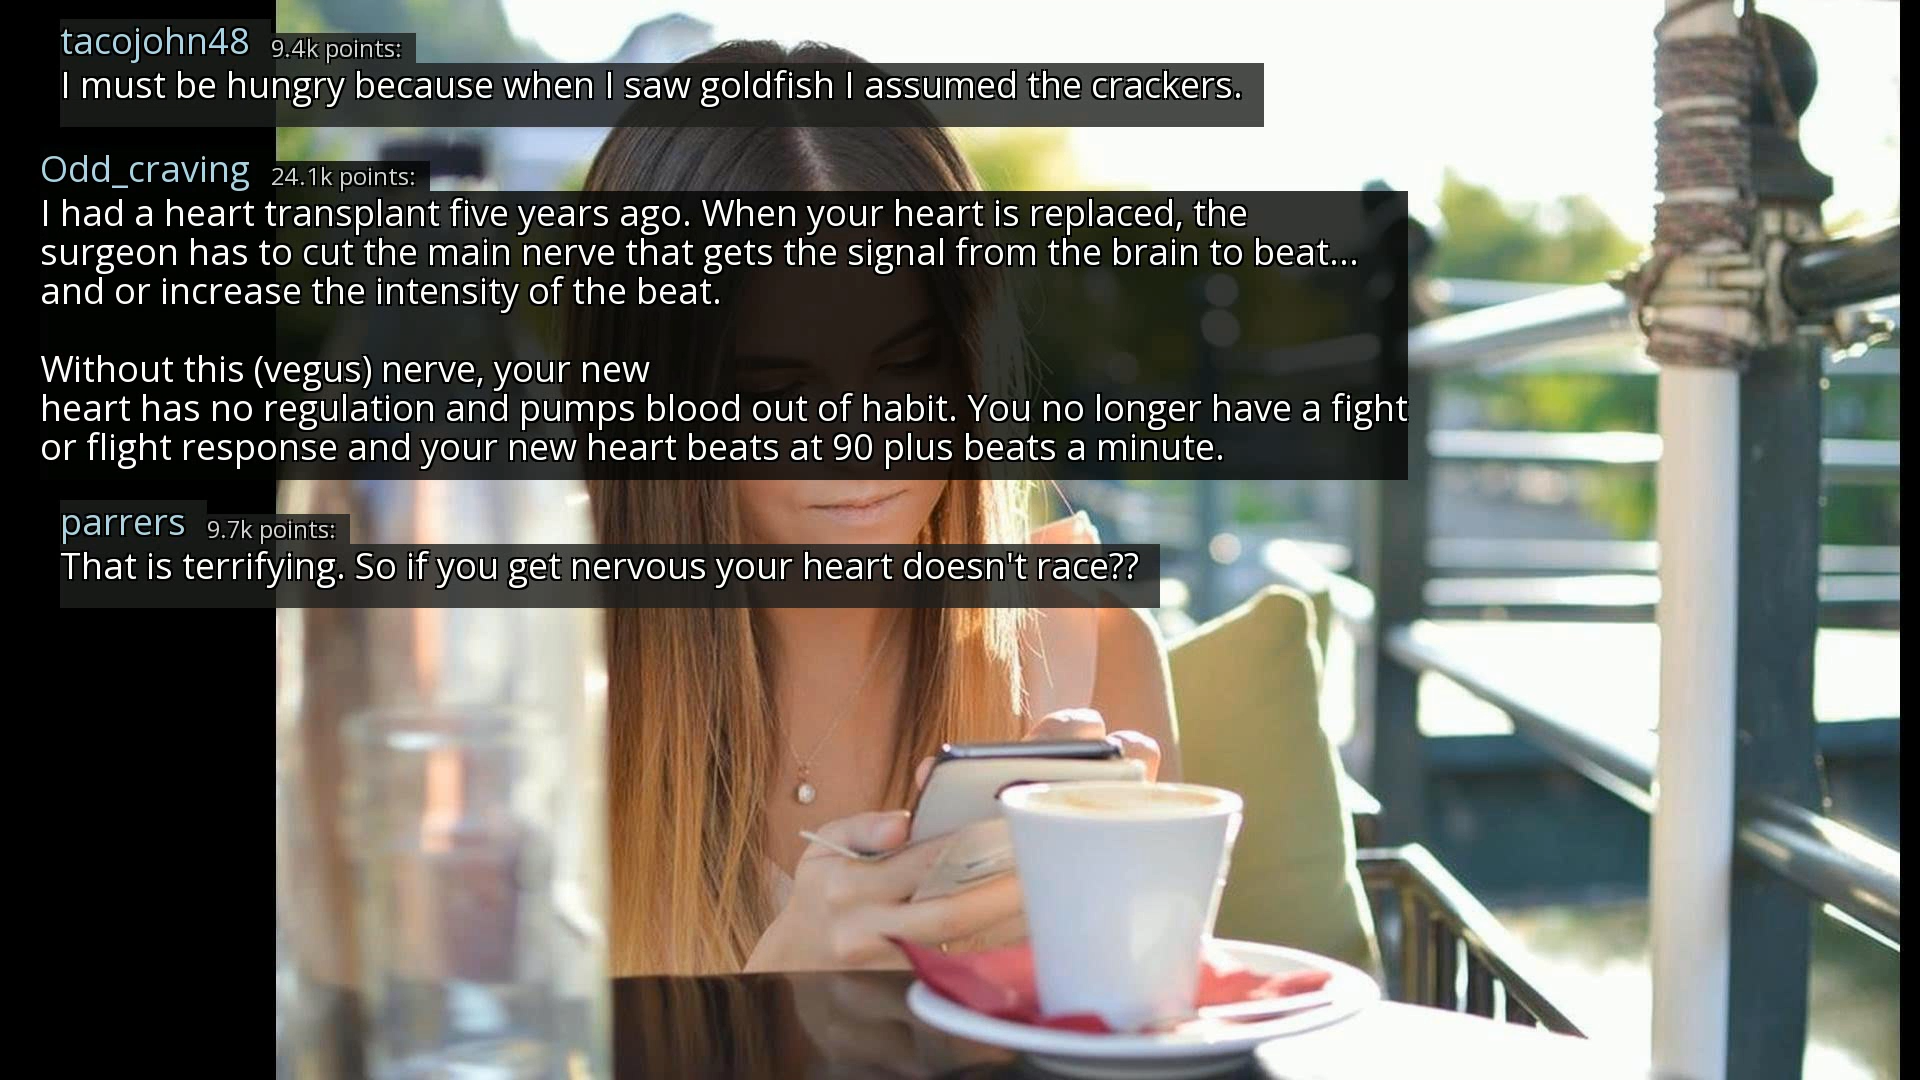 tacojohn48 9.4k points:
I must be hungry because when I saw goldfish I assumed the crackers.
Odd_craving 24.1k points:
I had a heart transplant five years ago. When your heart is replaced, the
surgeon has to cut the main nerve that gets the signal from the brain to beat...
and or increase the intensity of the beat.
Without this (vegus) nerve, your new
heart has no regulation and pumps blood out of habit. You no longer have a fight
or flight response and your new heart beats at 90 plus beats a minute.
parrers 9.7k points:
That is terrifying. So if you get nervous your heart doesn't race??